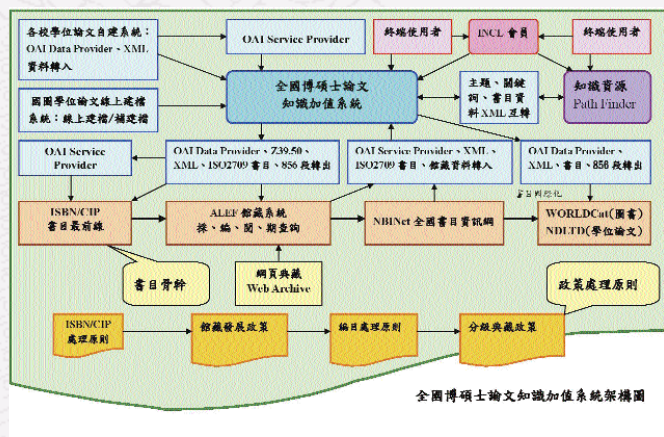 各校學位論文自建系統：
OAI Data Provider、XML
資料轉入
OAI Service Provider
終端使用者
INCL 會員
終端使用者
國圖學位論文線上建檔
系統：線上建檔/補建檔
全國博碩士論文
知識加值系統
主題、關鍵
詞、書目資
料 XML 互轉
知識資源
Path Finder
OAI Service
Provider
OAI Data Provider、Z39.50、
XML、ISO2709 書目、856 段轉出
OAI Service Provider、XML、
ISO2709 書目、館藏資料轉入
OAI Data Provider、
XML、書目、856 段轉出
ISBN/CIP
書目最前線
ALEF 館藏系統
採、編、閱、期查詢
NBINet 全國書目資訊網
書目國際化
WORLDCat(圖書)
NDLTD(學位論文)
書目骨幹
網頁典藏
Web Archive
政策處理原則
ISBN/CIP
處理原則
館藏發展政策
編目處理原則
分級典藏政策
全國博碩士論文知識加值系統架構圖